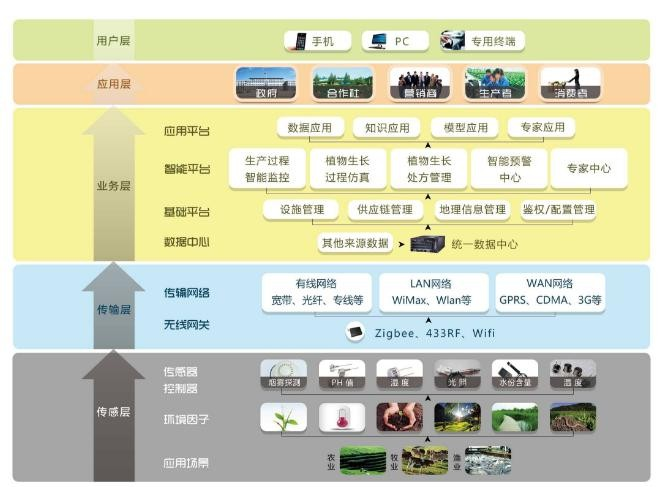 用户层
手机
PC
专用终端
应用层
政府
合作社
营销商
生产者
消费者
业务层
应用平台
数据应用
知识应用
模型应用
专家应用
智能平台
生产过程
智能监控
植物生长
过程仿真
植物生长
处方管理
智能预警
中心
专家中心
基础平台
设施管理
供应链管理
地理信息管理
鉴权/配置管理
数据中心
其他来源数据
统一数据中心
传输层
传输网络
有线网络
宽带、光纤、专线等
LAN网络
WiMax、Wlan等
WAN网络
GPRS、CDMA、3G等
无线网关
Zigbee、433RF、Wifi
传感层
传感器
控制器
烟雾探测
PH 值
湿 度
光 照
水份含量
温 度
环境因子
应用场景
农业
牧业
渔业